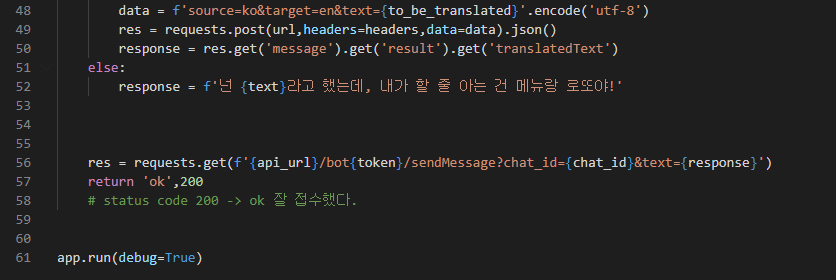 48 data = f'source=ko&target=en&text={to_be_translated}'.encode('utf-8')
49 res = requests.post(url,headers=headers,data=data).json()
50 response = res.get('message').get('result').get('translatedText')
51 else:
52 response = f'넌 {text}라고 했는데, 내가 할 줄 아는 건 메뉴랑 로또야!'
53
54
55
56 res = requests.get(f'{api_url}/bot{token}/sendMessage?chat_id={chat_id}&text={response}')
57 return 'ok',200
58 # status code 200 -> ok 잘 접수했다.
59
60
61 app.run(debug=True)